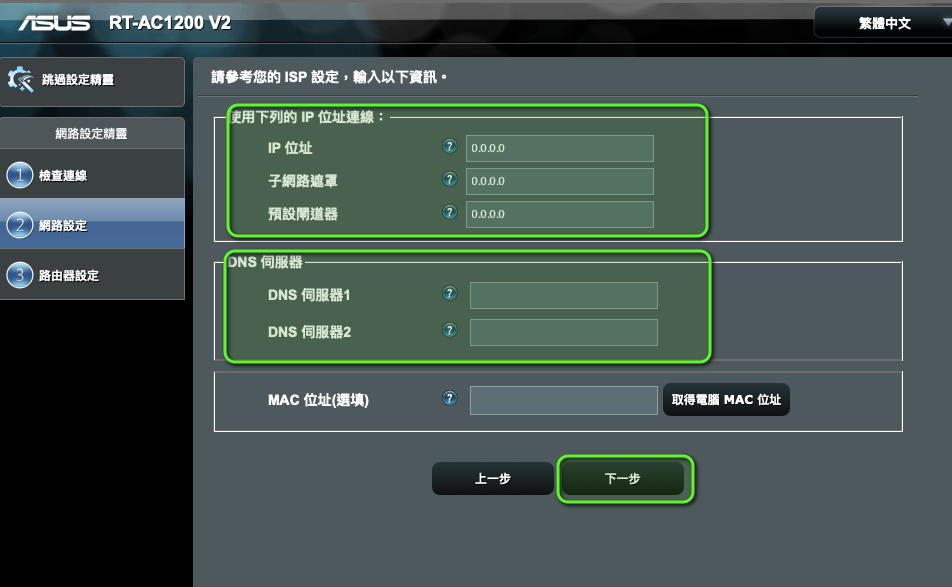 ASUS RT-AC1200 V2
繁體中文
跳過設定精靈
網路設定精靈
1 檢查連線
2 網路設定
3 路由器設定
請參考您的 ISP 設定，輸入以下資訊。
使用下列的 IP 位址連線：
IP 位址 ? 0.0.0.0
子網路遮罩 ? 0.0.0.0
預設閘道器 ? 0.0.0.0
DNS 伺服器
DNS 伺服器1 ?
DNS 伺服器2 ?
MAC 位址(選填) ? 取得電腦 MAC 位址
上一步 下一步